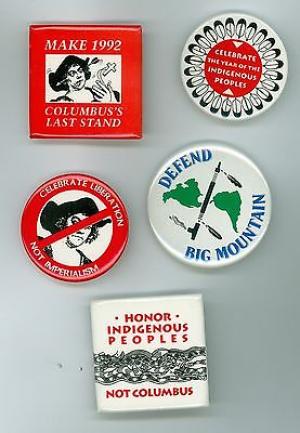 MAKE 1992
COLUMBUS'S
LAST STAND
CELEBRATE
THE YEAR OF THE
INDIGENOUS
PEOPLES
CELEBRATE LIBERATION
NOT IMPERIALISM
DEFEND
BIG MOUNTAIN
· HONOR ·
INDIGENOUS
PEOPLES
NOT COLUMBUS